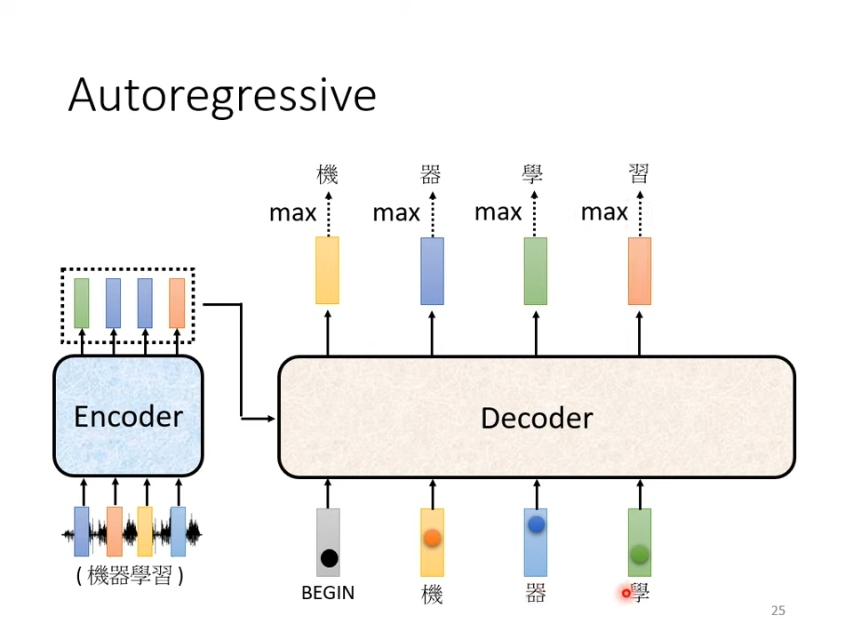 Autoregressive
機 器 學 習
max max max max
Encoder
Decoder
(機器學習)
BEGIN 機 器 學
25